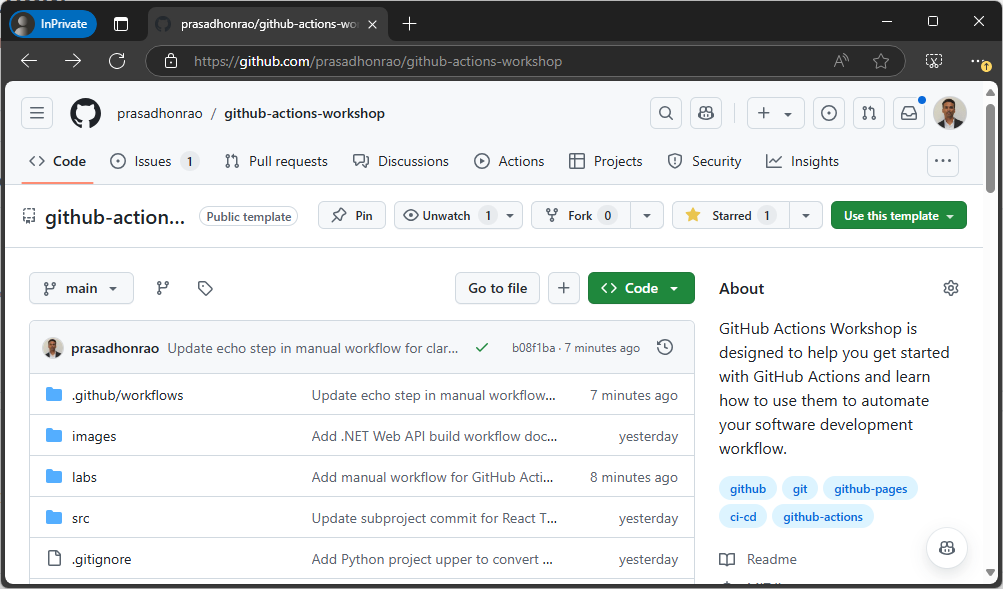 InPrivate
prasadhonrao/github-actions-wo
https://github.com/prasadhonrao/github-actions-workshop
prasadhonrao / github-actions-workshop
Code Issues 1 Pull requests Discussions Actions Projects Security Insights
github-action... Public template Pin Unwatch 1 Fork 0 Starred 1 Use this template
main Go to file Code
prasadhonrao Update echo step in manual workflow for clar... b08f1ba · 7 minutes ago
.github/workflows Update echo step in manual workflow... 7 minutes ago
images Add .NET Web API build workflow doc... yesterday
labs Add manual workflow for GitHub Acti... 8 minutes ago
src Update subproject commit for React T... yesterday
.gitignore Add Python project upper to convert ... yesterday
About
GitHub Actions Workshop is
designed to help you get started
with GitHub Actions and learn
how to use them to automate
your software development
workflow.
github git github-pages
ci-cd github-actions
Readme